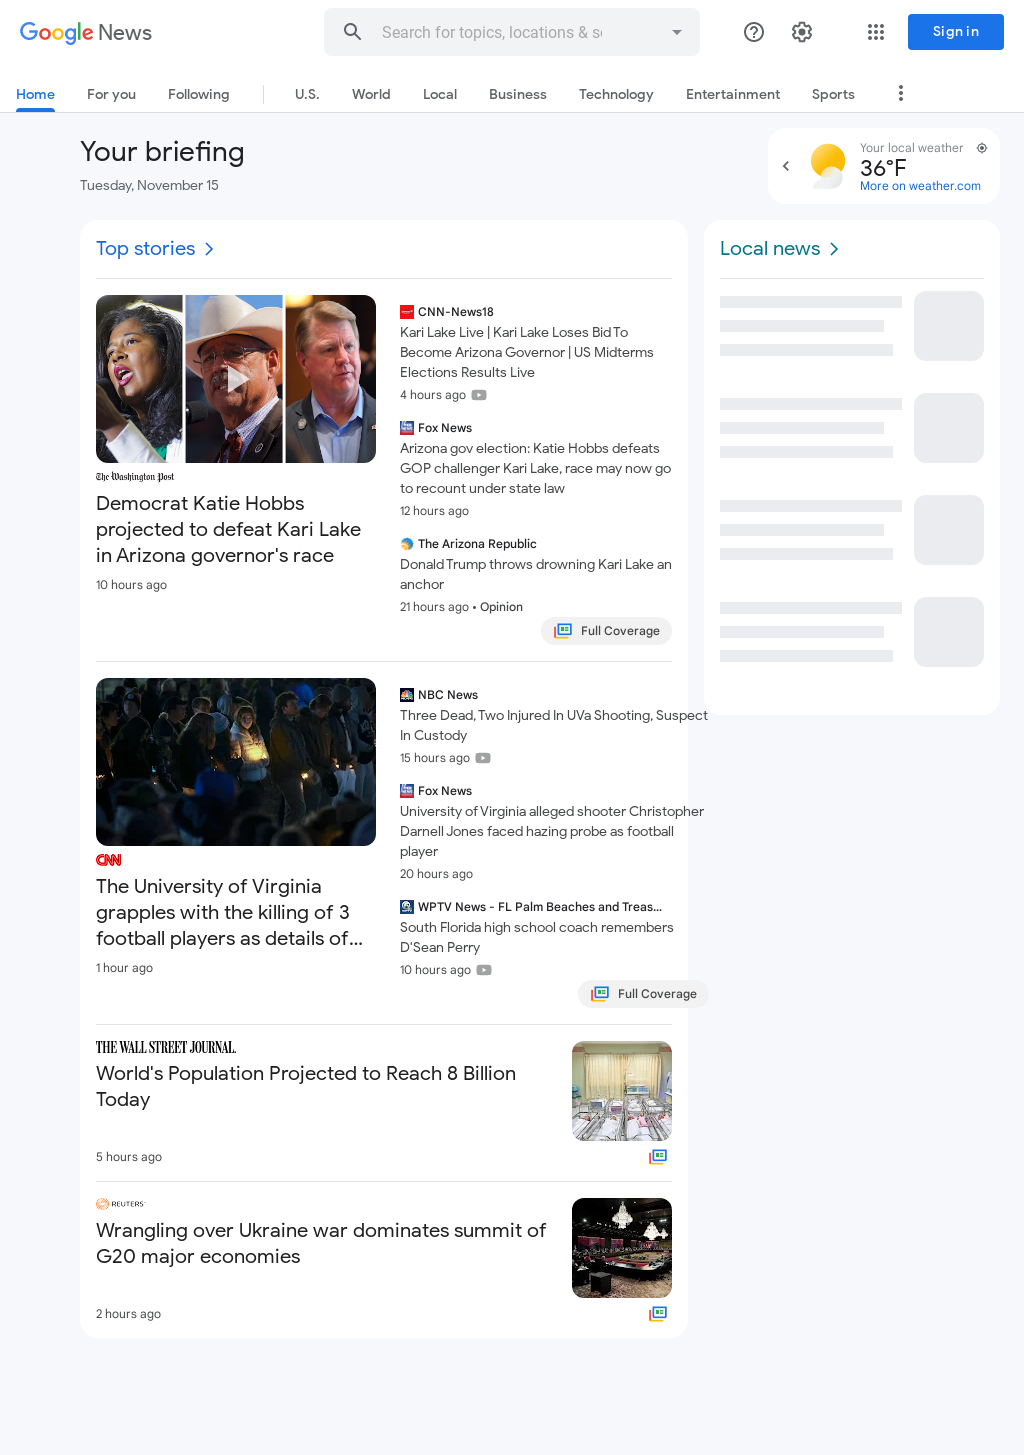 Google News
Search for topics, locations & s
Sign in
Home
For you
Following
U.S.
World
Local
Business
Technology
Entertainment
Sports
Your briefing
Tuesday, November 15
Your local weather
36°F
More on weather.com
Top stories
The Washington Post
Democrat Katie Hobbs
projected to defeat Kari Lake
in Arizona governor's race
10 hours ago
CNN-News18
Kari Lake Live | Kari Lake Loses Bid To
Become Arizona Governor | US Midterms
Elections Results Live
4 hours ago
Fox News
Arizona gov election: Katie Hobbs defeats
GOP challenger Kari Lake, race may now go
to recount under state law
12 hours ago
The Arizona Republic
Donald Trump throws drowning Kari Lake an
anchor
21 hours ago • Opinion
Full Coverage
CNN
The University of Virginia
grapples with the killing of 3
football players as details of...
1 hour ago
NBC News
Three Dead, Two Injured In UVa Shooting, Suspect
In Custody
15 hours ago
Fox News
University of Virginia alleged shooter Christopher
Darnell Jones faced hazing probe as football
player
20 hours ago
WPTV News - FL Palm Beaches and Treas...
South Florida high school coach remembers
D'Sean Perry
10 hours ago
Full Coverage
THE WALL STREET JOURNAL.
World's Population Projected to Reach 8 Billion
Today
5 hours ago
REUTERS
Wrangling over Ukraine war dominates summit of
G20 major economies
2 hours ago
Local news